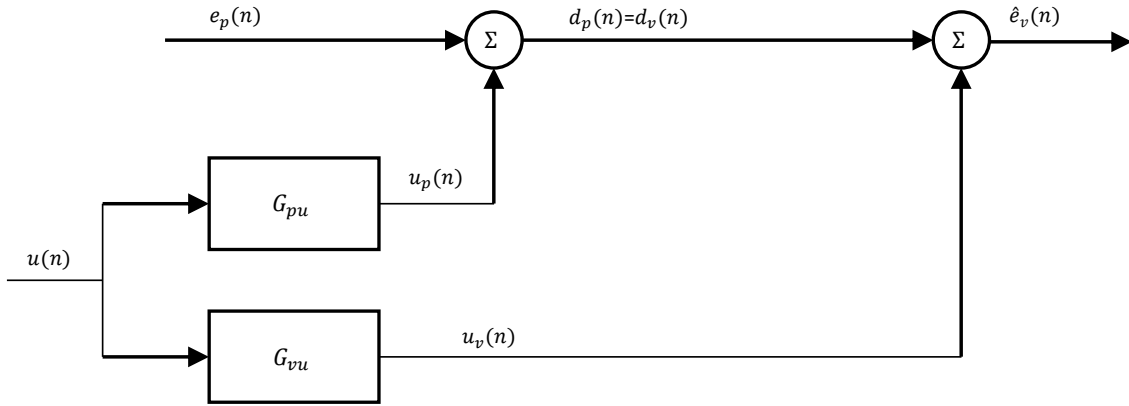 e_p(n)
Σ
d_p(n)=d_v(n)
Σ
ê_v(n)
G_pu
u_p(n)
u(n)
G_vu
u_v(n)